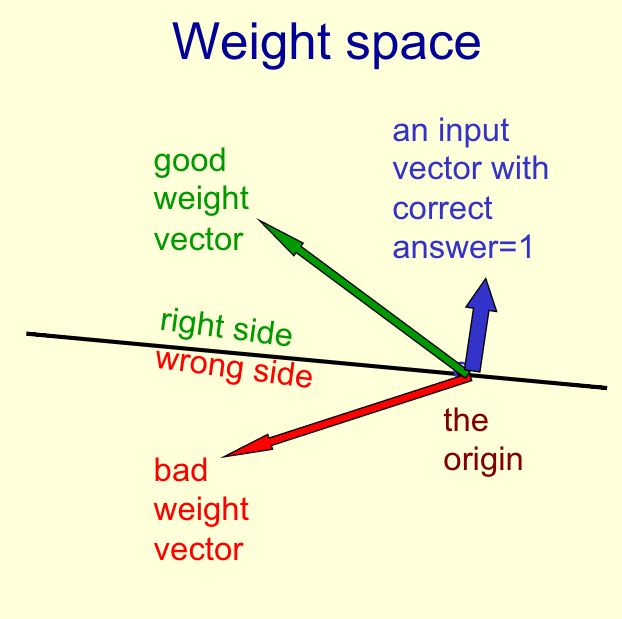 Weight space
an input
vector with
correct
answer=1
good
weight
vector
right side
wrong side
the
origin
bad
weight
vector